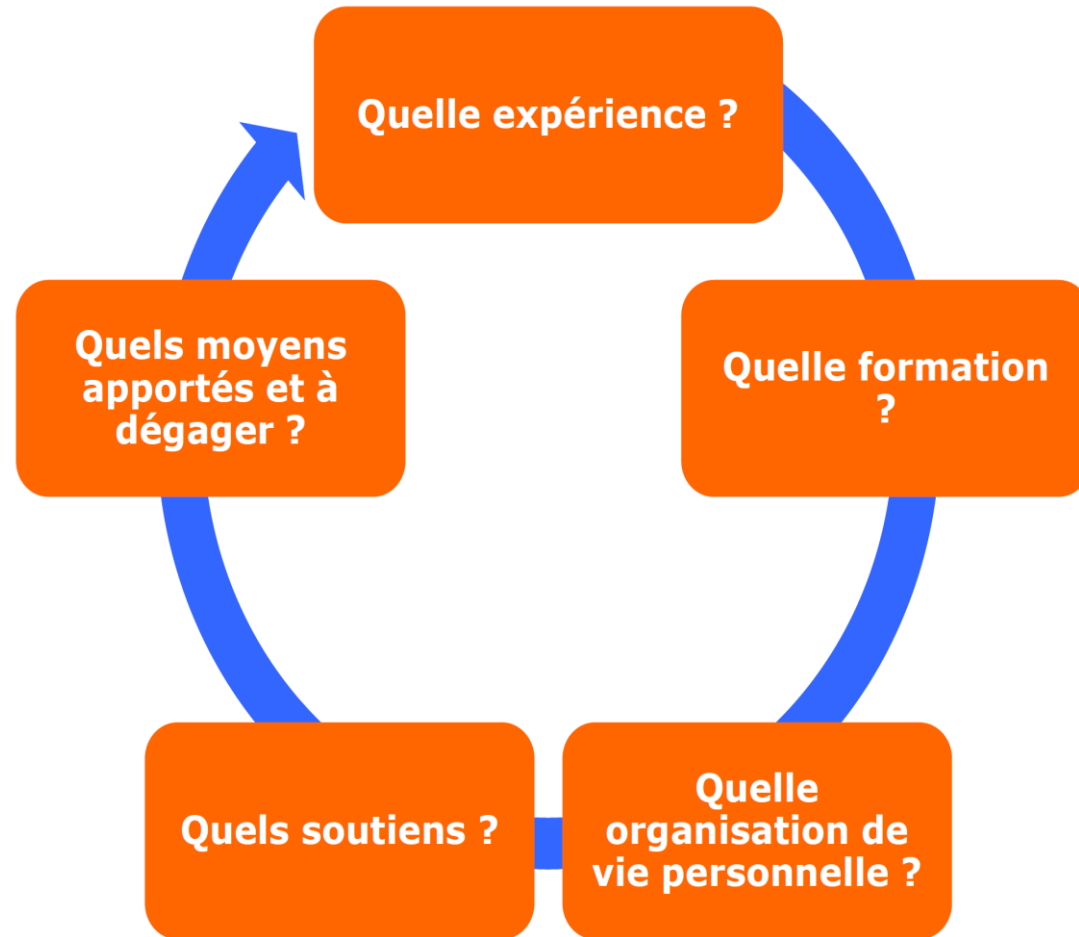 Quelle expérience ?
Quelle formation
?
Quelle
organisation de
vie personnelle ?
Quels soutiens ?
Quels moyens
apportés et à
dégager ?